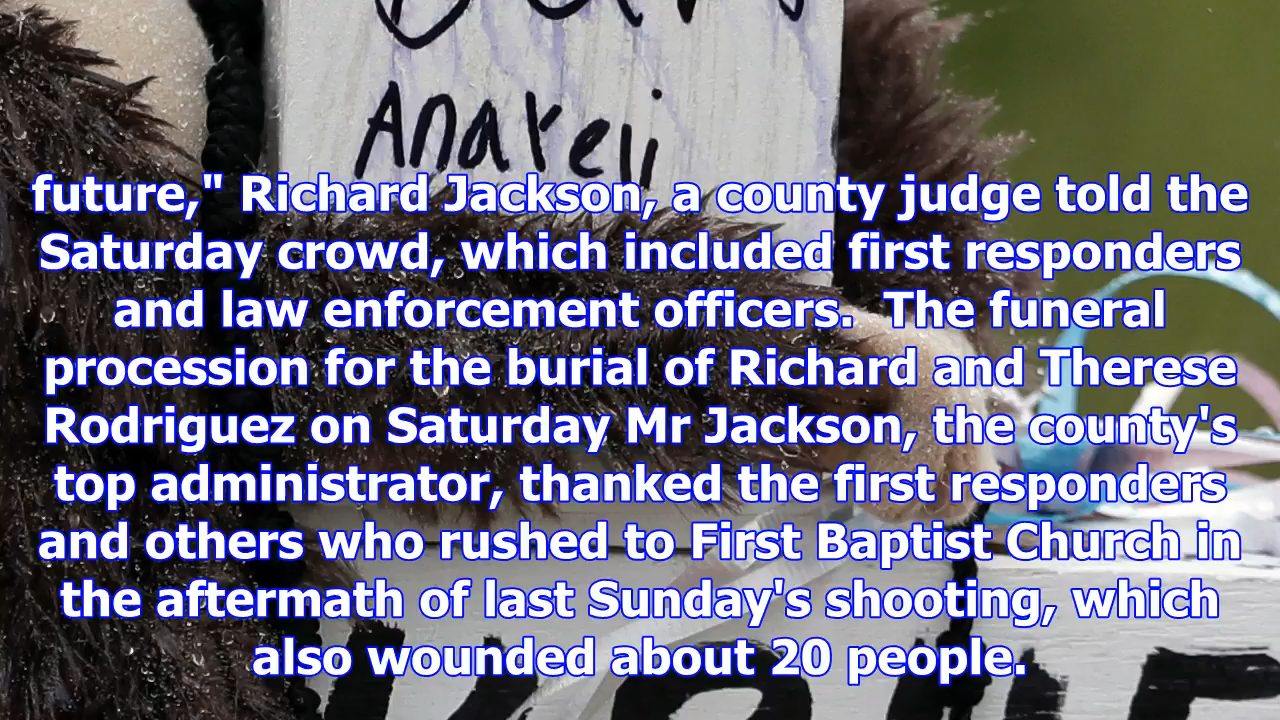 Anareli
future," Richard Jackson, a county judge told the
Saturday crowd, which included first responders
and law enforcement officers.  The funeral
procession for the burial of Richard and Therese
Rodriguez on Saturday Mr Jackson, the county's
top administrator, thanked the first responders
and others who rushed to First Baptist Church in
the aftermath of last Sunday's shooting, which
also wounded about 20 people.